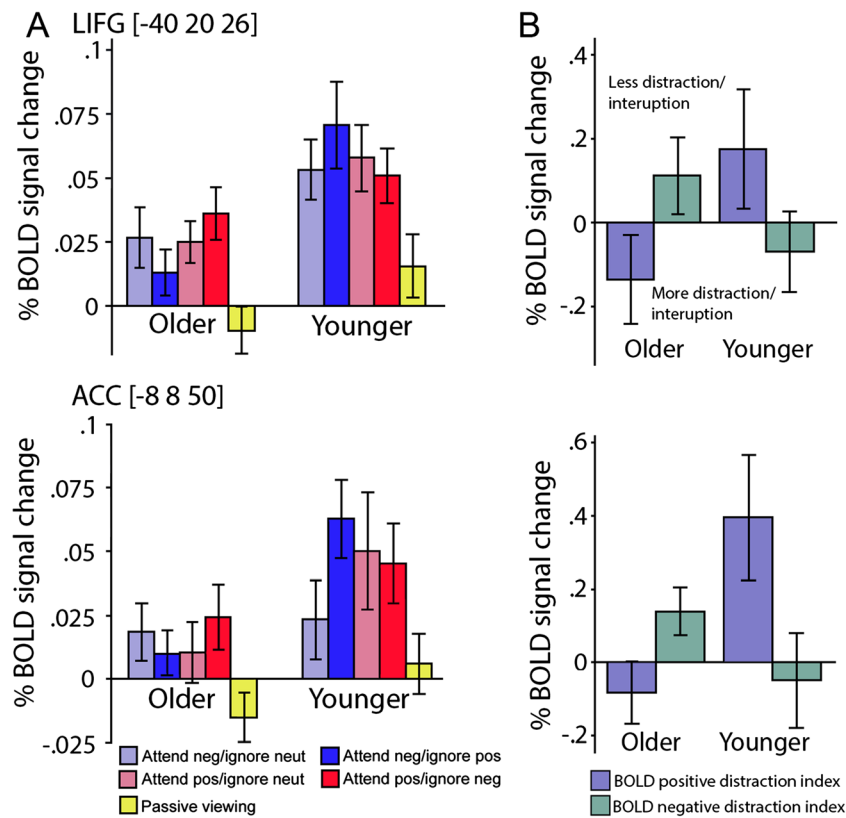 A
LIFG [-40 20 26]
% BOLD signal change
.1
.075
.05
.025
0
Older
Younger
B
% BOLD signal change
.4
.2
0
-.2
Less distraction/
interuption
More distraction/
interuption
Older
Younger
ACC [-8 8 50]
% BOLD signal change
.1
.075
.05
.025
0
-.025
Older
Younger
Attend neg/ignore neut
Attend neg/ignore pos
Attend pos/ignore neut
Attend pos/ignore neg
Passive viewing
% BOLD signal change
.6
.4
.2
0
-.2
Older
Younger
BOLD positive distraction index
BOLD negative distraction index